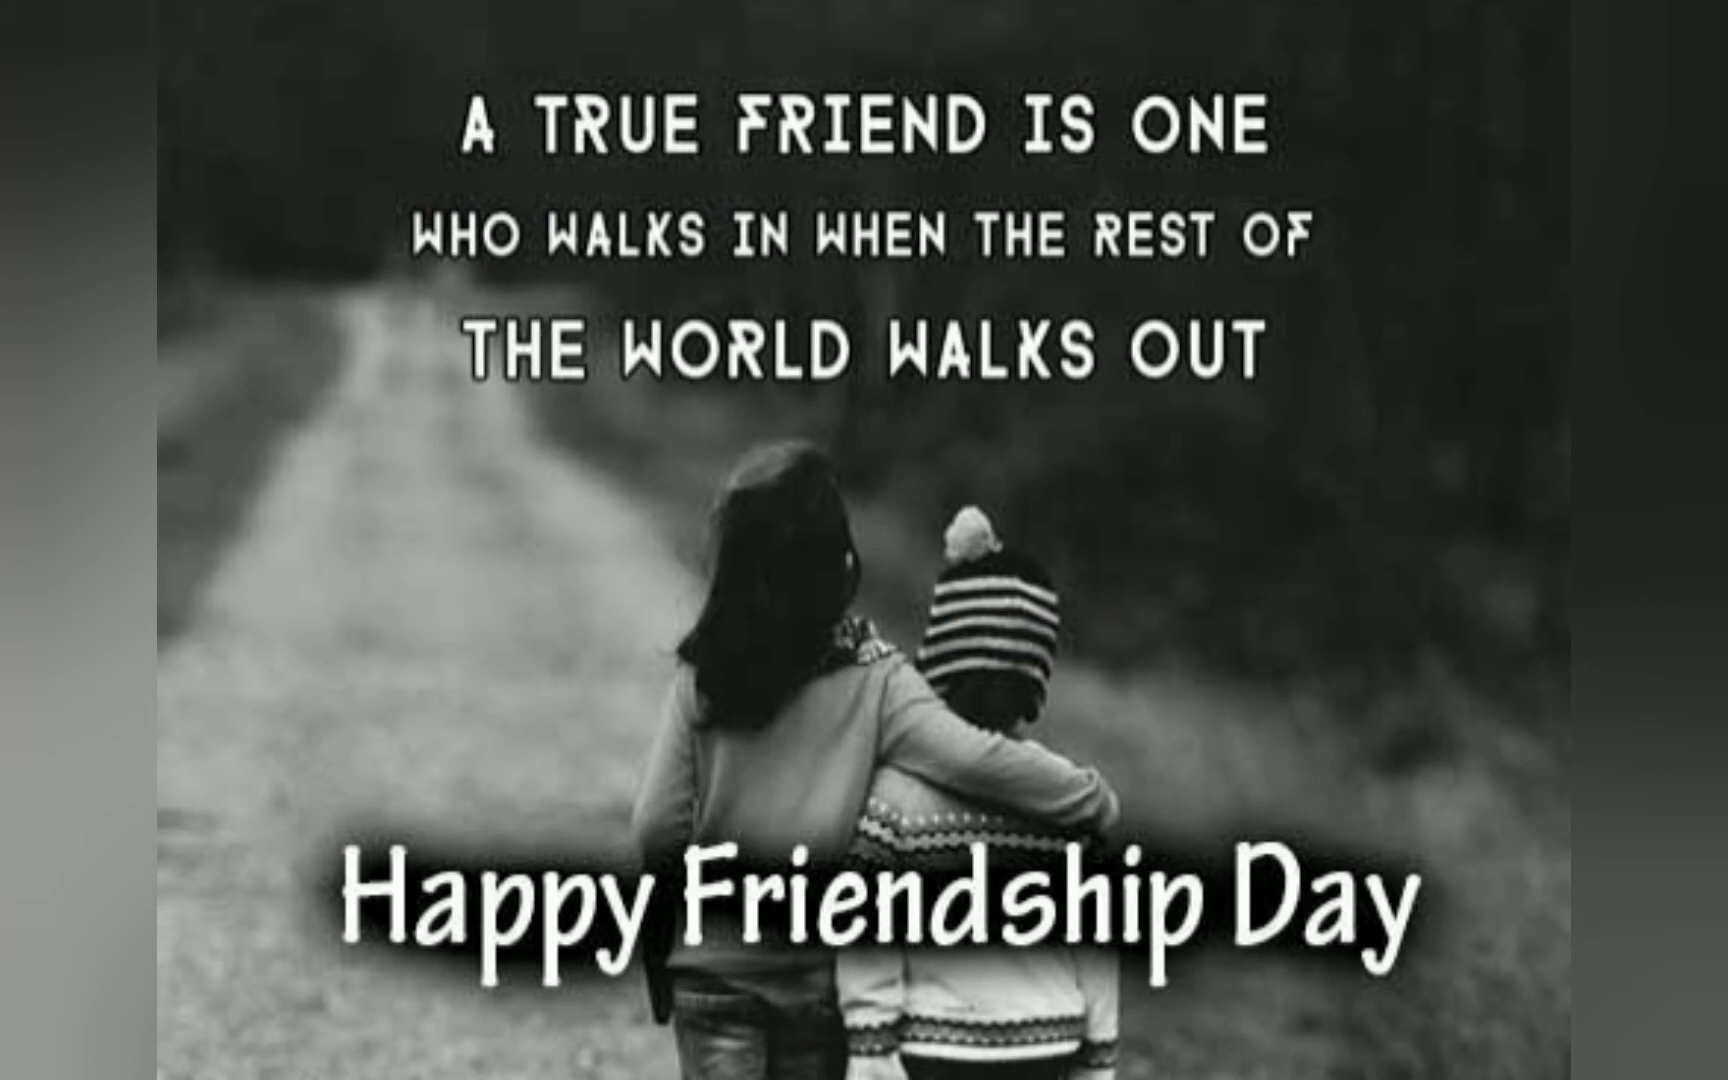 A TRUE FRIEND IS ONE
WHO WALKS IN WHEN THE REST OF
THE WORLD WALKS OUT
Happy Friendship Day